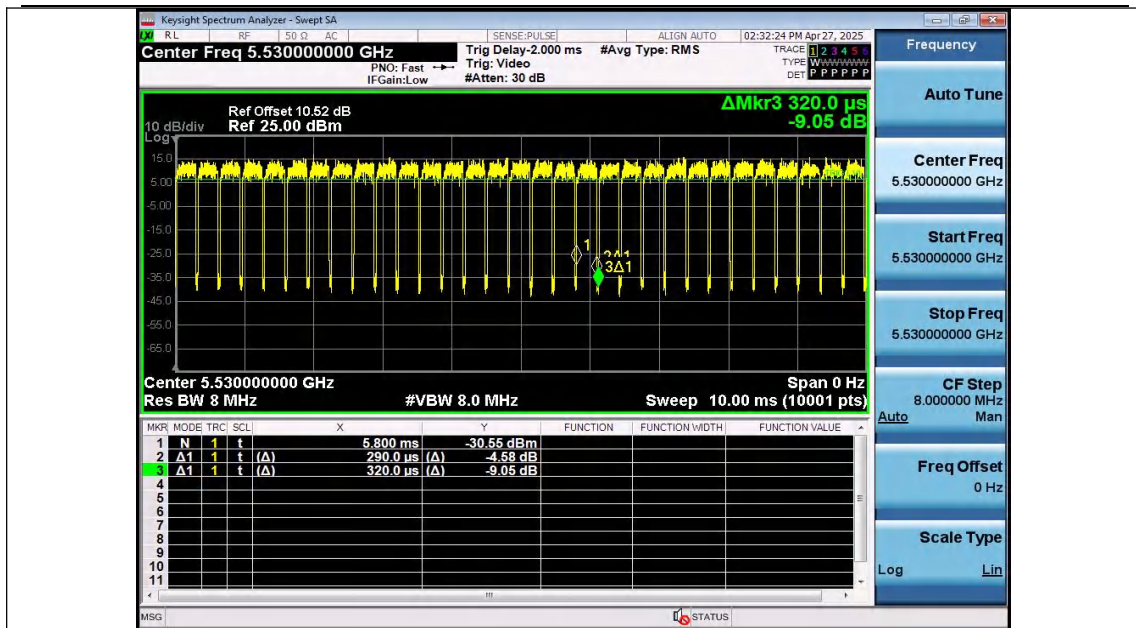 Keysight Spectrum Analyzer - Swept SA
LXI RL RF 50 Ω AC SENSE:PULSE ALIGN AUTO 02:32:24 PM Apr 27, 2025
Center Freq 5.530000000 GHz
Trig Delay-2.000 ms #Avg Type: RMS
TRACE 1 2 3 4 5 6
PNO: Fast Trig: Video
TYPE WWWWWW
IFGain:Low #Atten: 30 dB
DET P P P P P P
Ref Offset 10.52 dB
10 dB/div Ref 25.00 dBm
ΔMkr3 320.0 µs
-9.05 dB
Log
15.0
5.00
-5.00
-15.0
-25.0
-35.0
-45.0
-55.0
-65.0
1
2Δ1
3Δ1
Center 5.530000000 GHz Span 0 Hz
Res BW 8 MHz #VBW 8.0 MHz Sweep 10.00 ms (10001 pts)
MKR MODE TRC SCL X Y FUNCTION FUNCTION WIDTH FUNCTION VALUE
1 N 1 t 5.800 ms -30.55 dBm
2 Δ1 1 t (Δ) 290.0 µs (Δ) -4.58 dB
3 Δ1 1 t (Δ) 320.0 µs (Δ) -9.05 dB
4
5
6
7
8
9
10
11
MSG STATUS
Frequency
Auto Tune
Center Freq
5.530000000 GHz
Start Freq
5.530000000 GHz
Stop Freq
5.530000000 GHz
CF Step
8.000000 MHz
Auto Man
Freq Offset
0 Hz
Scale Type
Log Lin